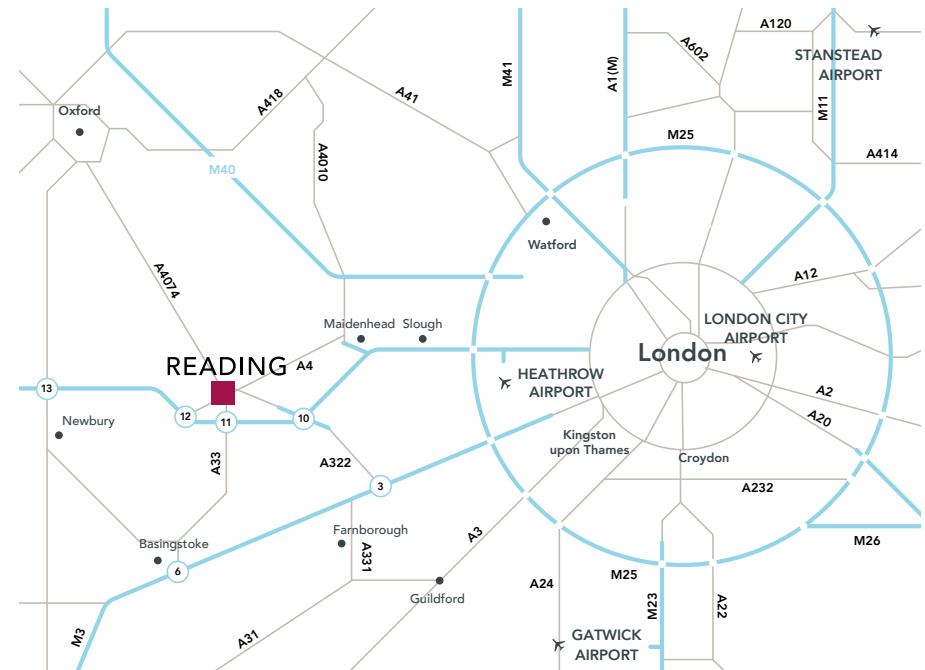 A120
A602
STANSTEAD
AIRPORT
M41
A1(M)
A41
A418
M11
Oxford
M25
A4010
A414
M40
Watford
A4074
A12
LONDON CITY
AIRPORT
Maidenhead
Slough
READING
A4
London
HEATHROW
AIRPORT
13
A2
12
11
10
A20
Newbury
Kingston
upon Thames
Croydon
A33
A322
3
A232
Farnborough
A3
Basingstoke
A331
M26
6
M25
A24
Guildford
M23
A22
M3
A31
GATWICK
AIRPORT